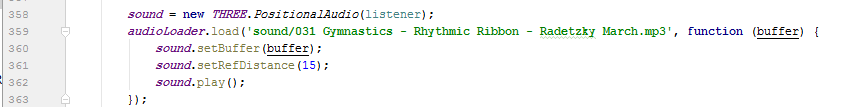 358 sound = new THREE.PositionalAudio(listener);
359 audioLoader.load('sound/031 Gymnastics - Rhythmic Ribbon - Radetzky March.mp3', function (buffer) {
360 sound.setBuffer(buffer);
361 sound.setRefDistance(15);
362 sound.play();
363 });